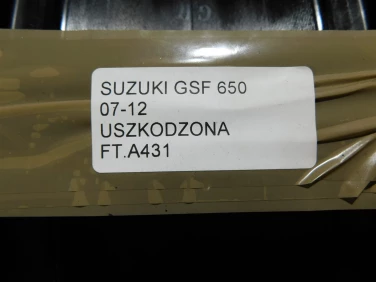 SUZUKI GSF 650
07-12
USZKODZONA
FT.A431